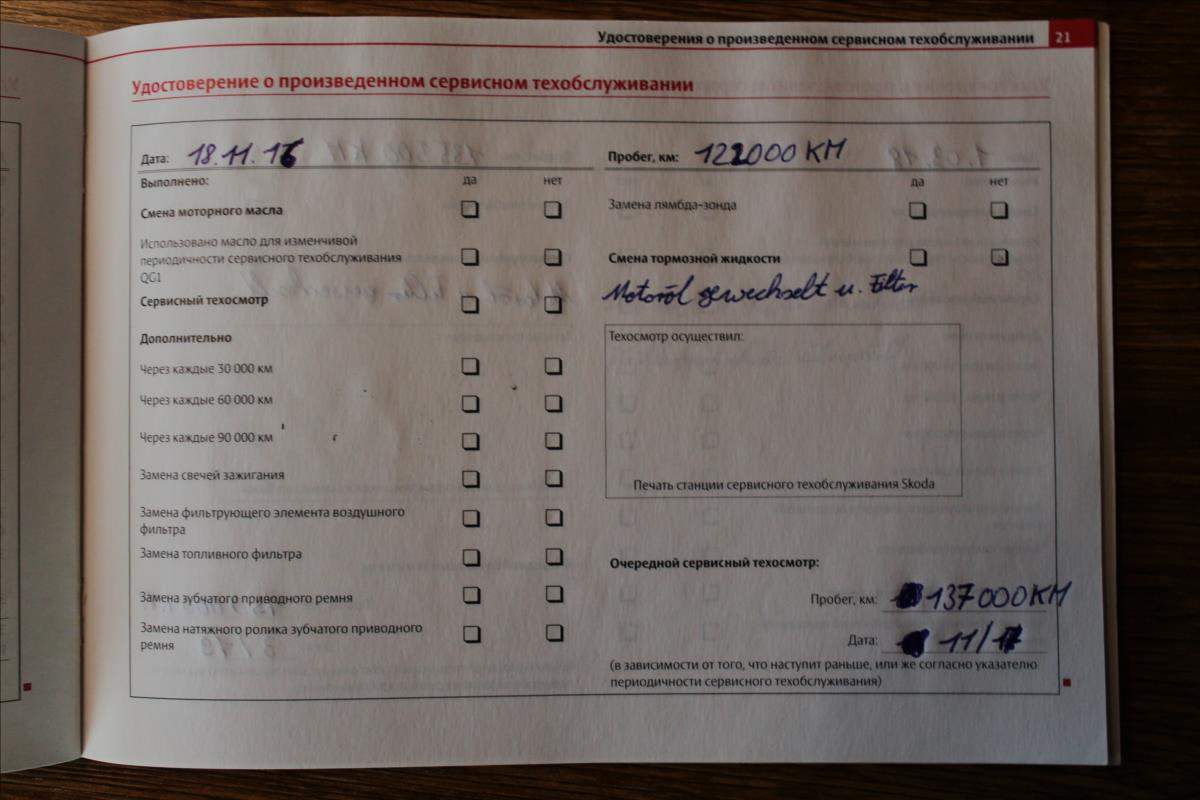 Удостоверения о произведенном сервисном техобслуживании 21
Удостоверение о произведенном сервисном техобслуживании
Дата: 18.11.16
Пробег, км: 122000 KM
Выполнено: да нет
да нет
Смена моторного масла
Замена лямбда-зонда
Использовано масло для изменчивой
периодичности сервисного техобслуживания
QG1
Смена тормозной жидкости
Motoröl gewechselt u. Filter
Сервисный техосмотр
Дополнительно
Через каждые 30 000 км
Через каждые 60 000 км
Через каждые 90 000 км
Замена свечей зажигания
Замена фильтрующего элемента воздушного
фильтра
Замена топливного фильтра
Замена зубчатого приводного ремня
Замена натяжного ролика зубчатого приводного
ремня
Техосмотр осуществил:
Печать станции сервисного техобслуживания Skoda
Очередной сервисный техосмотр:
Пробег, км: 137000KM
Дата: 11/17
(в зависимости от того, что наступит раньше, или же согласно указателю
периодичности сервисного техобслуживания)